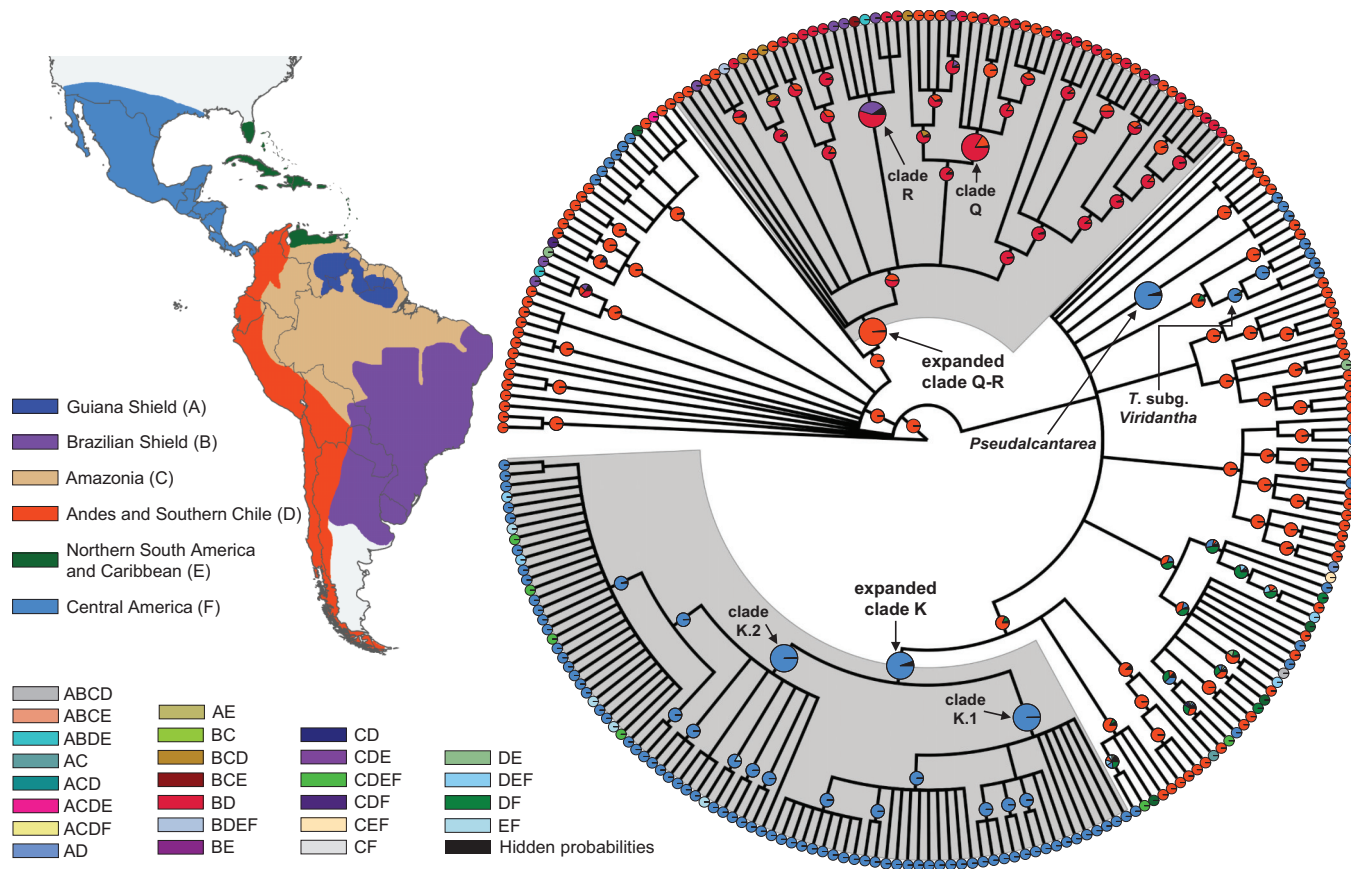 Guiana Shield (A)
Brazilian Shield (B)
Amazonia (C)
Andes and Southern Chile (D)
Northern South America
and Caribbean (E)
Central America (F)
ABCD
ABCE
ABDE
AC
ACD
ACDE
ACDF
AD
AE
BC
BCD
BCE
BD
BDEF
BE
CD
CDE
CDEF
CDF
CEF
CF
DE
DEF
DF
EF
Hidden probabilities
clade
R
clade
Q
expanded
clade Q-R
Pseudalcantarea
T. subg.
Viridantha
clade
K.2
expanded
clade K
clade
K.1